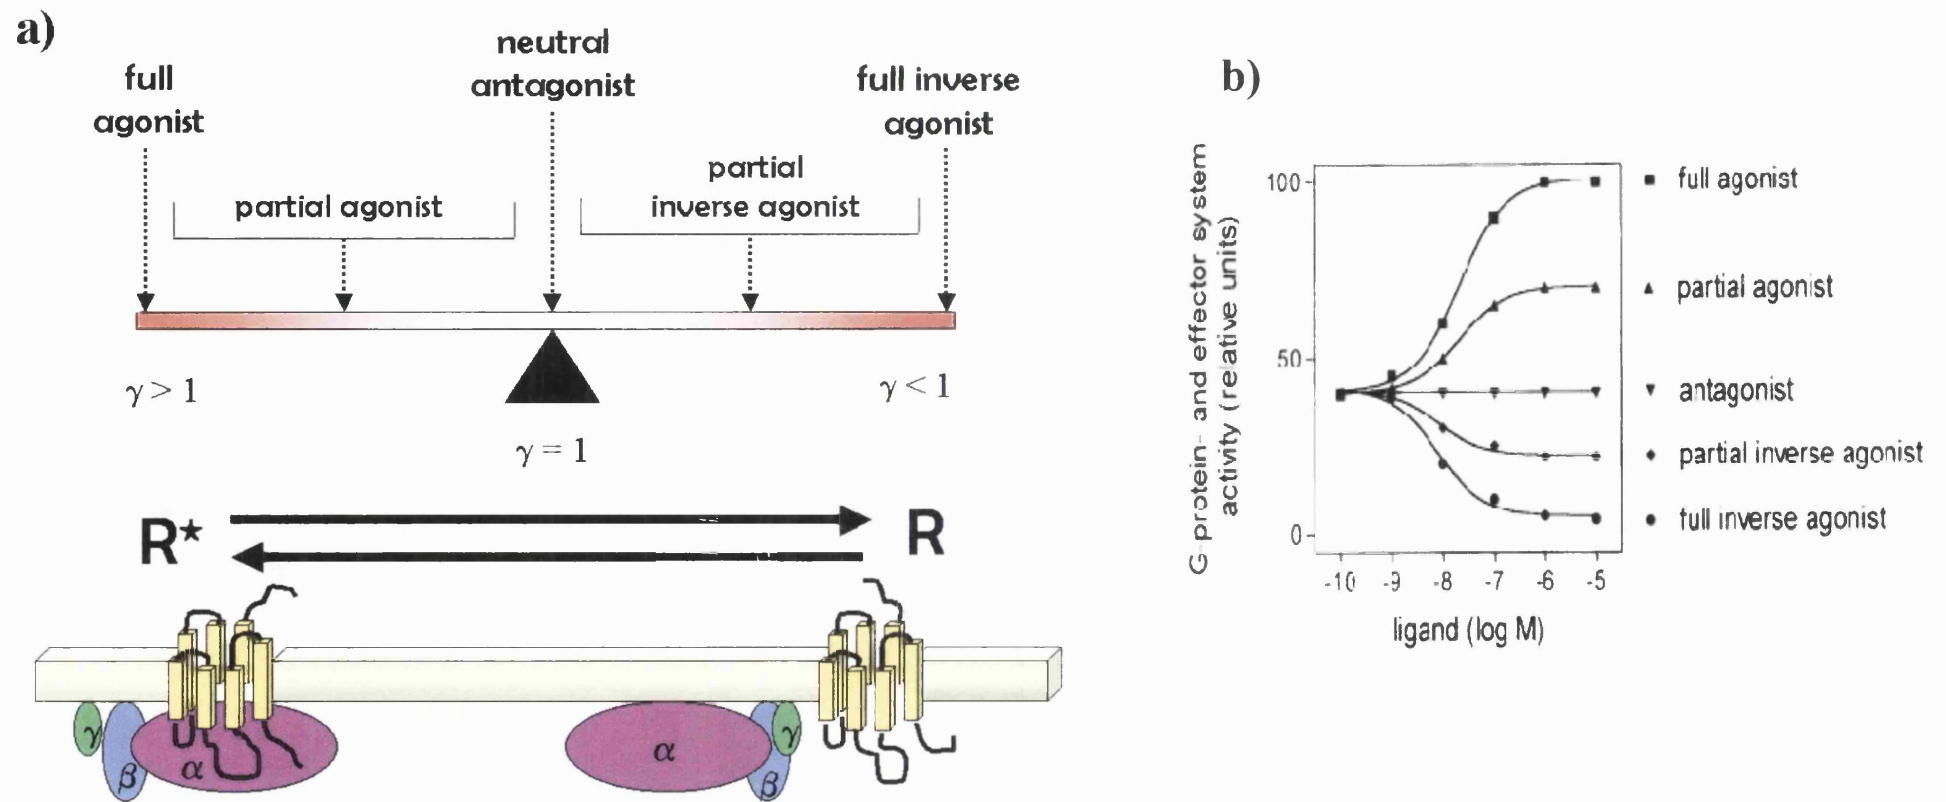 a)
full
agonist
neutral
antagonist
full inverse
agonist
partial agonist
partial
inverse agonist
γ > 1
γ = 1
γ < 1
R*
R
γ
β
α
α
β
γ
b)
G-protein- and effector system
activity (relative units)
100
50
0
-10 -9 -8 -7 -6 -5
ligand (log M)
full agonist
partial agonist
antagonist
partial inverse agonist
full inverse agonist